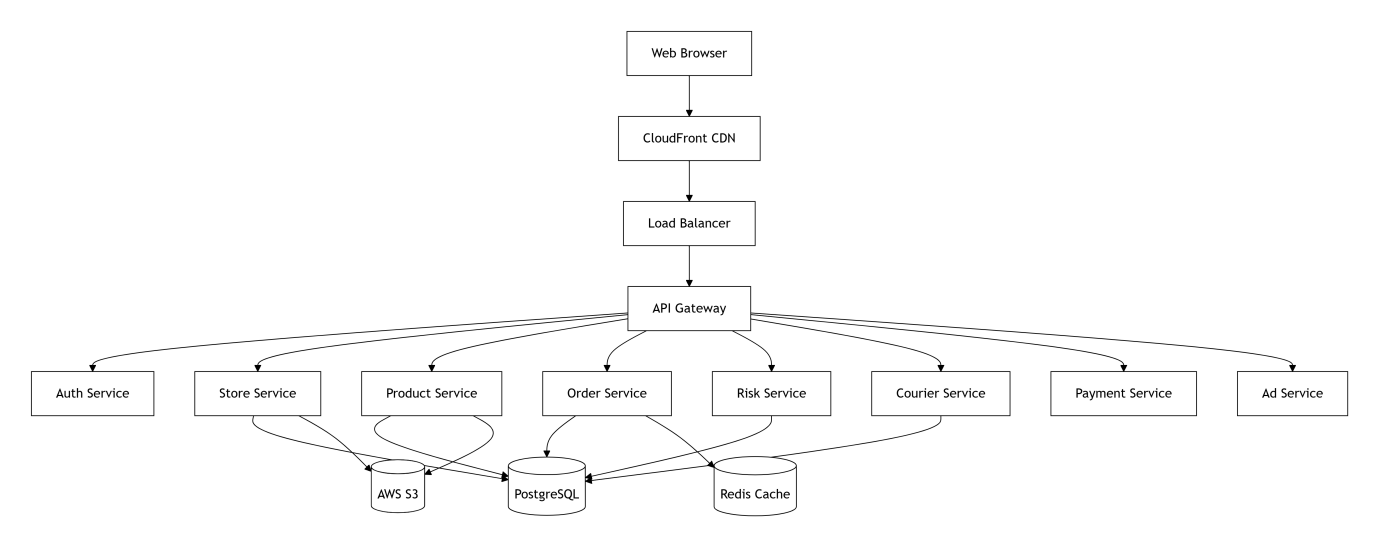 Web Browser
CloudFront CDN
Load Balancer
API Gateway
Auth Service
Store Service
Product Service
Order Service
Risk Service
Courier Service
Payment Service
Ad Service
AWS S3
PostgreSQL
Redis Cache